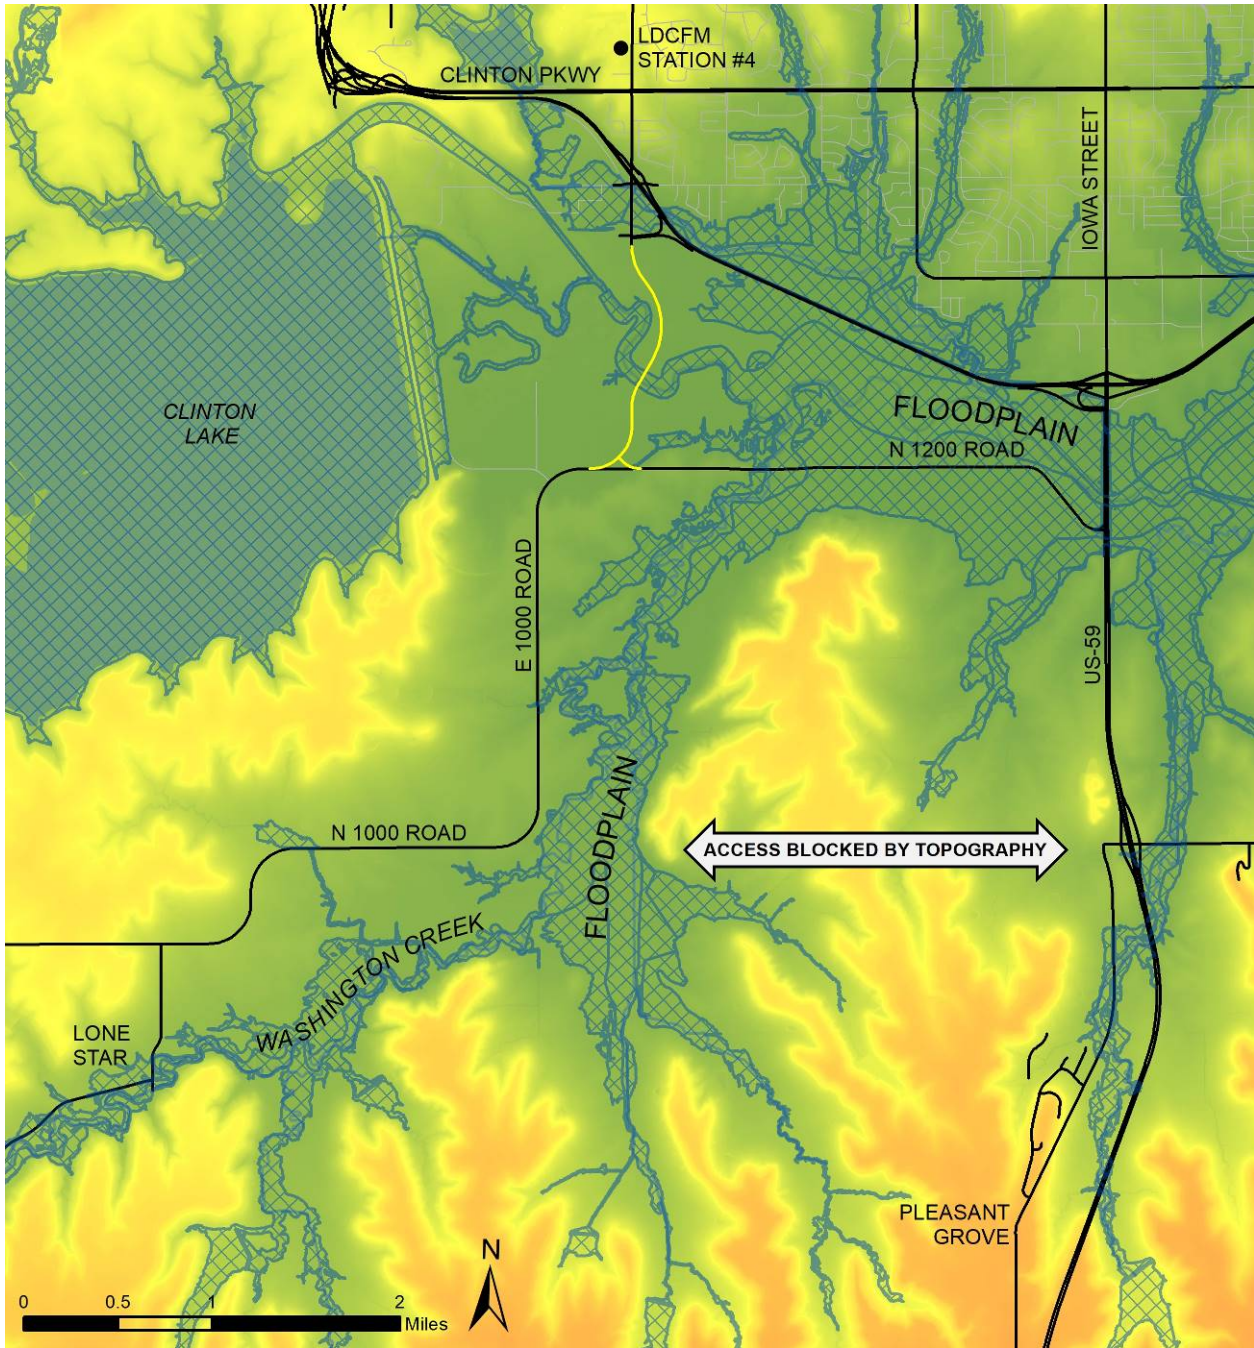 LDCFM
STATION #4
CLINTON PKWY
IOWA STREET
CLINTON
LAKE
FLOODPLAIN
N 1200 ROAD
E 1000 ROAD
US-59
FLOODPLAIN
N 1000 ROAD
ACCESS BLOCKED BY TOPOGRAPHY
WASHINGTON CREEK
LONE
STAR
PLEASANT
GROVE
N
0 0.5 1 2
Miles